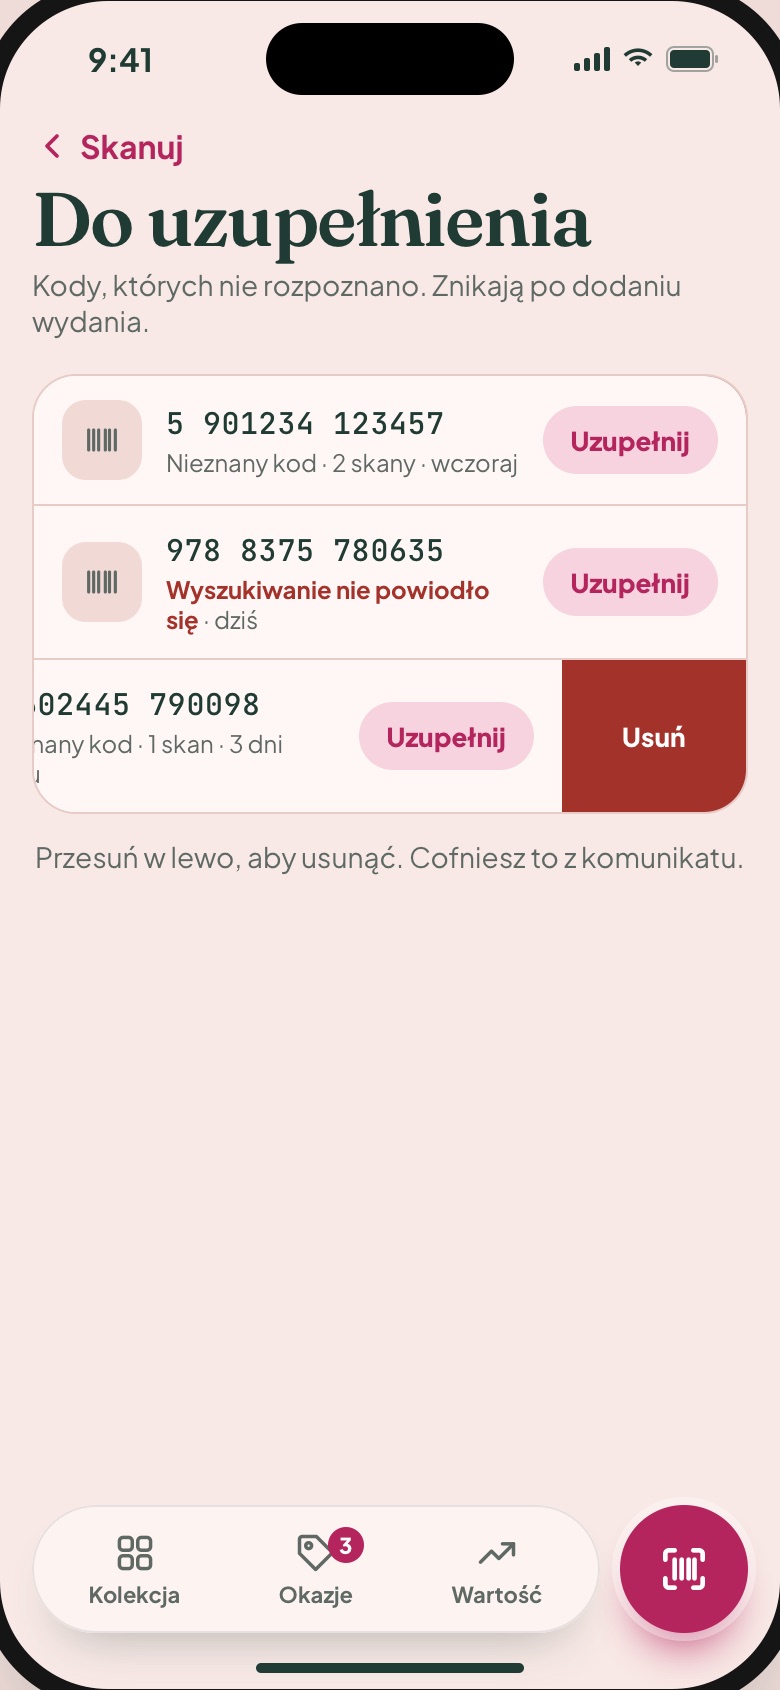 9:41
Skanuj
Do uzupełnienia
Kody, których nie rozpoznano. Znikają po dodaniu
wydania.
5 901234 123457
Nieznany kod · 2 skany · wczoraj
Uzupełnij
978 8375 780635
Wyszukiwanie nie powiodło
się · dziś
Uzupełnij
02445 790098
kod · 1 skan · 3 dni
Uzupełnij
Usuń
Przesuń w lewo, aby usunąć. Cofniesz to z komunikatu.
3
Kolekcja
Okazje
Wartość